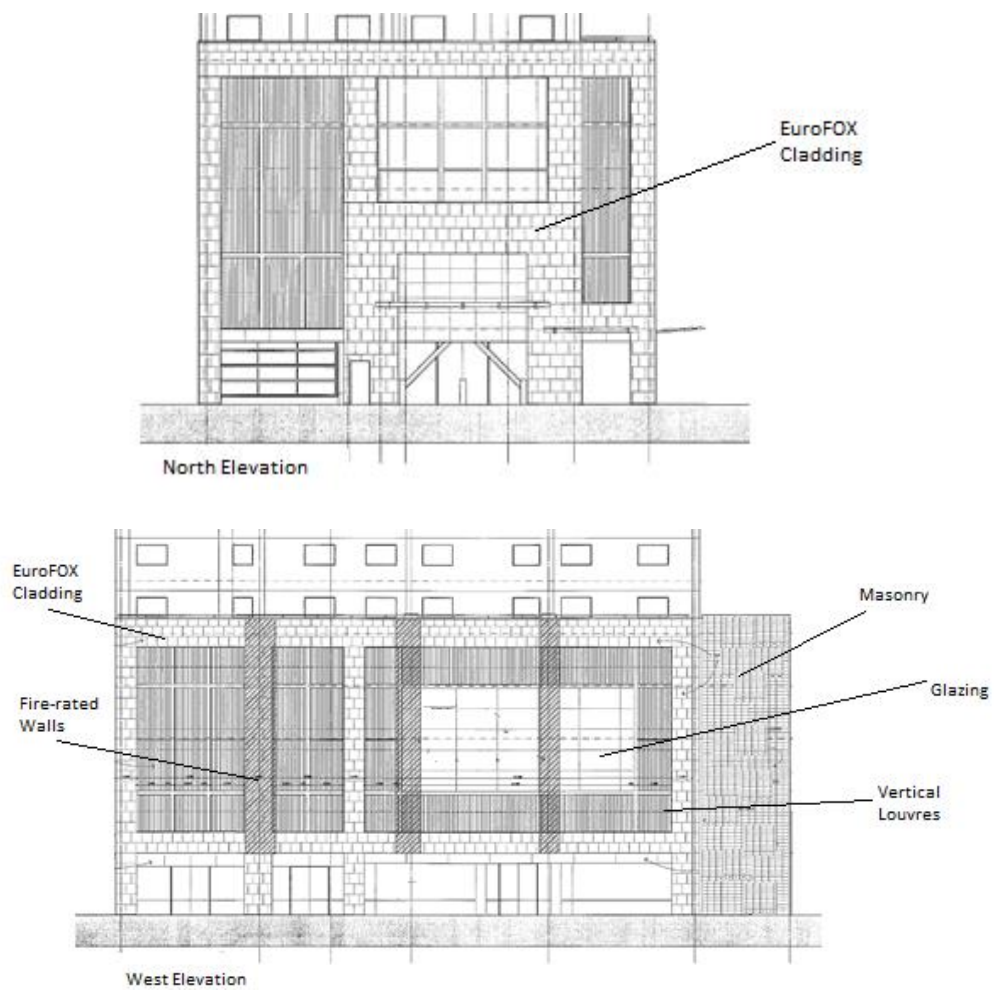 EuroFOX
Cladding
North Elevation
EuroFOX
Cladding
Masonry
Glazing
Fire-rated
Walls
Vertical
Louvres
West Elevation